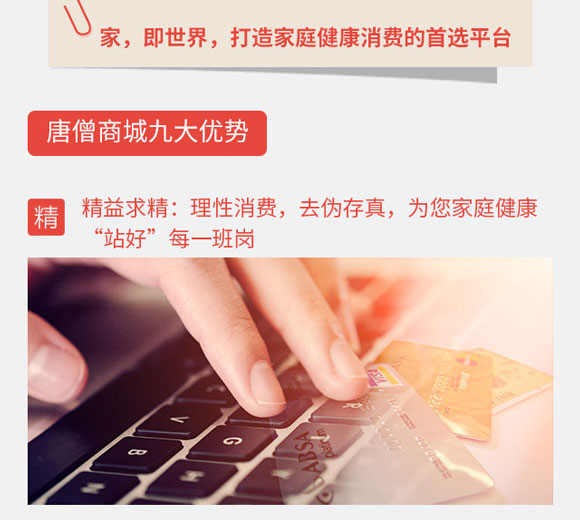 家，即世界，打造家庭健康消费的首选平台
唐僧商城九大优势
精
精益求精：理性消费，去伪存真，为您家庭健康
“站好”每一班岗
VISA
ABSA
V
G
B
N